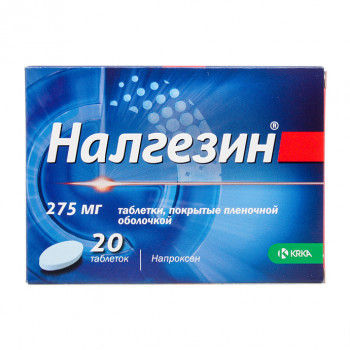 Налгезин®
275 мг таблетки, покрытые пленочной
оболочкой
20
таблеток Напроксен
KRKA